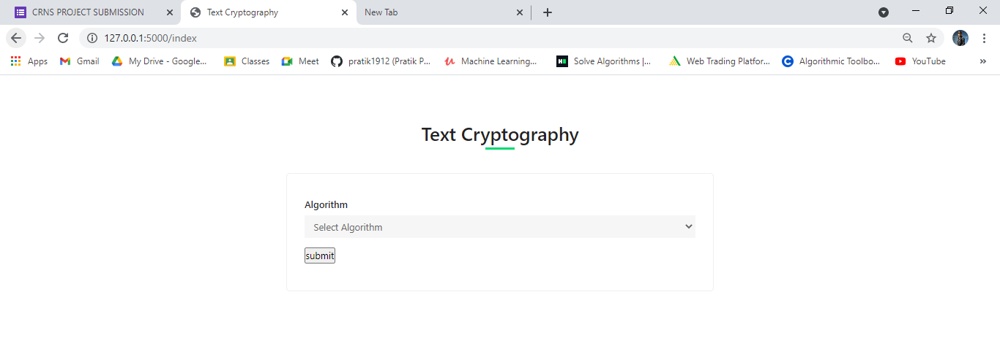 CRNS PROJECT SUBMISSION Text Cryptography New Tab
127.0.0.1:5000/index
Apps Gmail My Drive - Google... Classes Meet pratik1912 (Pratik P... Machine Learning... Solve Algorithms |... Web Trading Platfor... Algorithmic Toolbo... YouTube »
Text Cryptography
Algorithm
Select Algorithm
submit